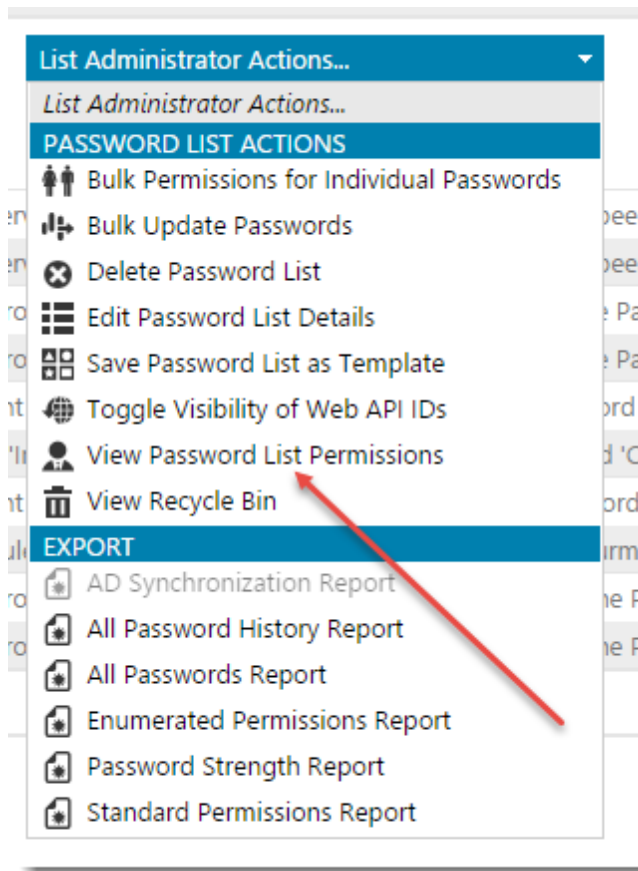 List Administrator Actions...
List Administrator Actions...
PASSWORD LIST ACTIONS
Bulk Permissions for Individual Passwords
Bulk Update Passwords
Delete Password List
Edit Password List Details
Save Password List as Template
Toggle Visibility of Web API IDs
View Password List Permissions
View Recycle Bin
EXPORT
AD Synchronization Report
All Password History Report
All Passwords Report
Enumerated Permissions Report
Password Strength Report
Standard Permissions Report